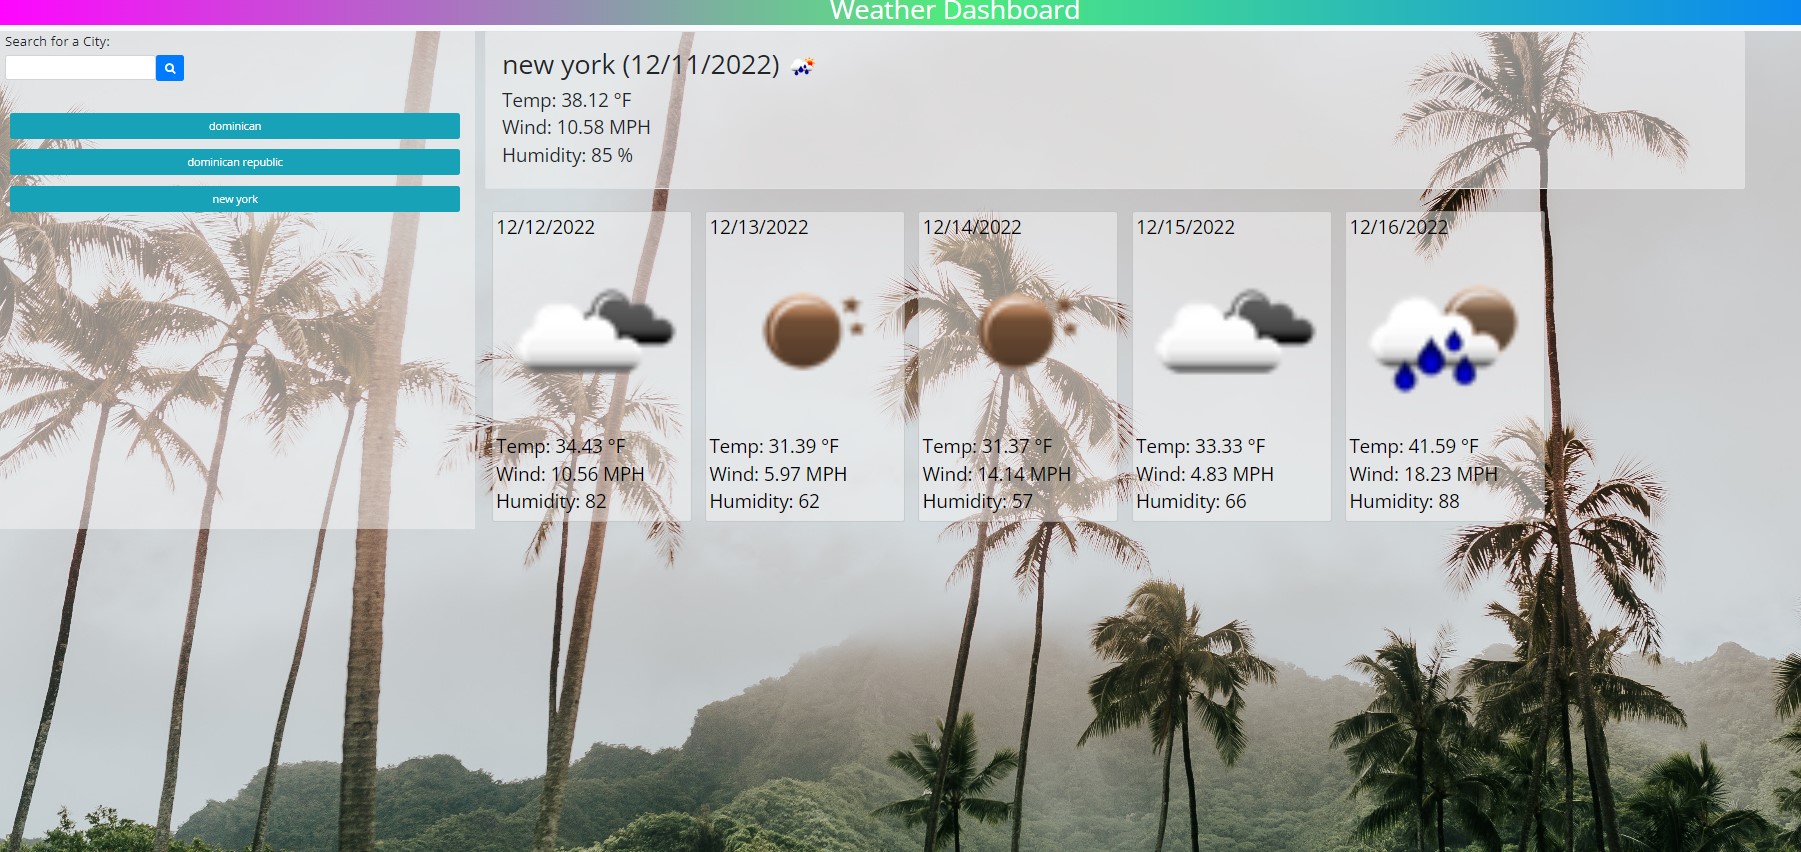 Weather Dashboard
Search for a City:
dominican
dominican republic
new york
new york (12/11/2022)
Temp: 38.12 °F
Wind: 10.58 MPH
Humidity: 85 %
12/12/2022
Temp: 34.43 °F
Wind: 10.56 MPH
Humidity: 82
12/13/2022
Temp: 31.39 °F
Wind: 5.97 MPH
Humidity: 62
12/14/2022
Temp: 31.37 °F
Wind: 14.14 MPH
Humidity: 57
12/15/2022
Temp: 33.33 °F
Wind: 4.83 MPH
Humidity: 66
12/16/2022
Temp: 41.59 °F
Wind: 18.23 MPH
Humidity: 88